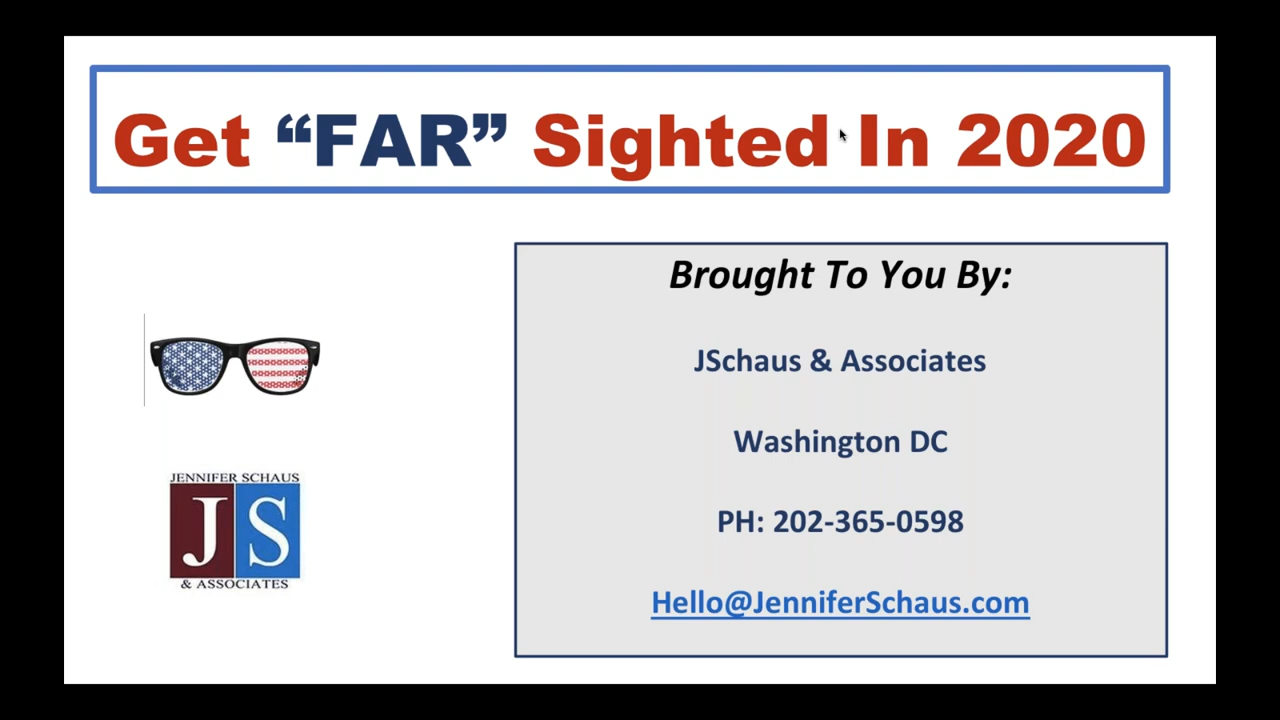 Get “FAR” Sighted In 2020
Brought To You By:
JSchaus & Associates
Washington DC
PH: 202-365-0598
Hello@JenniferSchaus.com
JENNIFER SCHAUS
JS
& ASSOCIATES